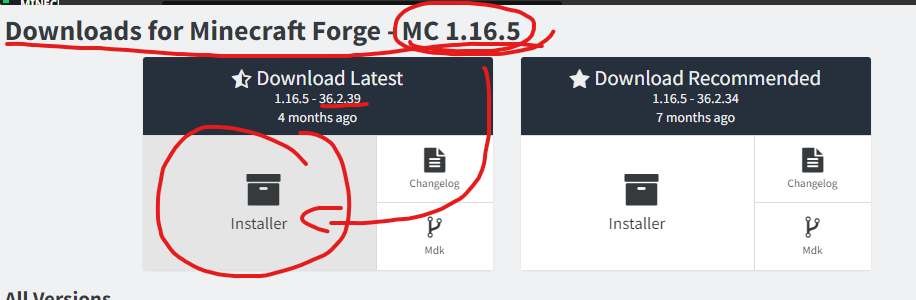 Downloads for Minecraft Forge - MC 1.16.5
Download Latest
1.16.5 - 36.2.39
4 months ago
Installer
Changelog
Mdk
Download Recommended
1.16.5 - 36.2.34
7 months ago
Installer
Changelog
Mdk
All Versions